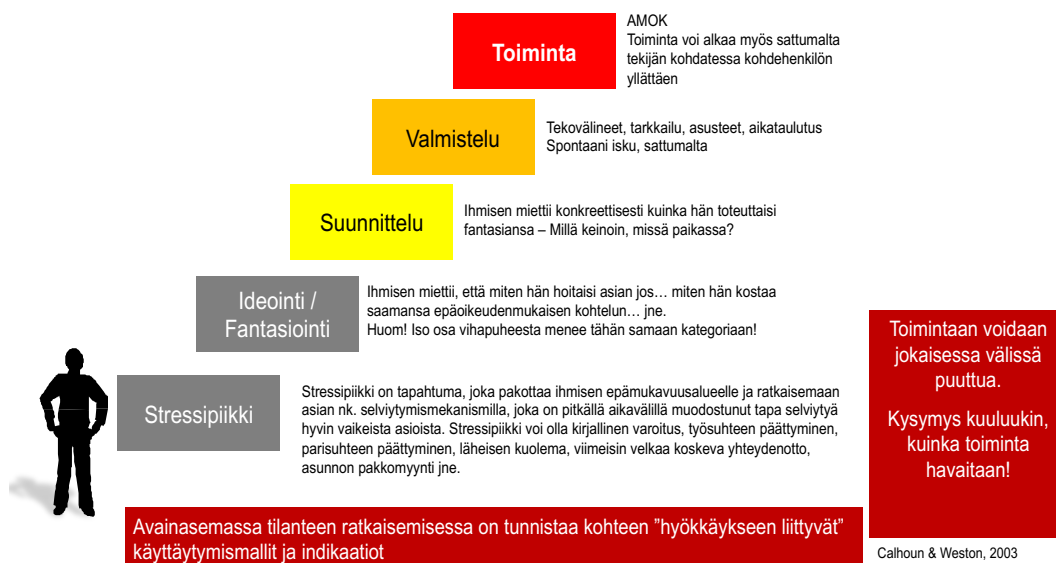 Toiminta
AMOK
Toiminta voi alkaa myös sattumalta
tekijän kohdatessa kohdehenkilön
yllättäen
Valmistelu
Tekovälineet, tarkkailu, asusteet, aikataulutus
Spontaani isku, sattumalta
Suunnittelu
Ihmisen miettii konkreettisesti kuinka hän toteuttaisi
fantasiansa – Millä keinoin, missä paikassa?
Ideointi /
Fantasiointi
Ihmisen miettii, että miten hän hoitaisi asian jos… miten hän kostaa
saamansa epäoikeudenmukaisen kohtelun… jne.
Huom! Iso osa vihapuheesta menee tähän samaan kategoriaan!
Stressipiikki
Stressipiikki on tapahtuma, joka pakottaa ihmisen epämukavuusalueelle ja ratkaisemaan
asian nk. selviytymismekanismilla, joka on pitkällä aikavälillä muodostunut tapa selviytyä
hyvin vaikeista asioista. Stressipiikki voi olla kirjallinen varoitus, työsuhteen päättyminen,
parisuhteen päättyminen, läheisen kuolema, viimeisin velkaa koskeva yhteydenotto,
asunnon pakkomyynti jne.
Toimintaan voidaan
jokaisessa välissä
puuttua.
Kysymys kuuluukin,
kuinka toiminta
havaitaan!
Avainasemassa tilanteen ratkaisemisessa on tunnistaa kohteen ”hyökkäykseen liittyvät”
käyttäytymismallit ja indikaatiot
Calhoun & Weston, 2003